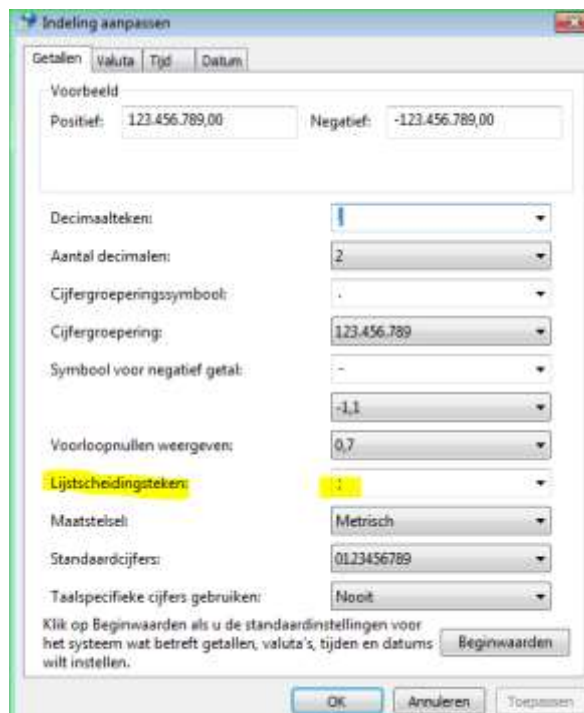 Indeling aanpassen
Getallen Valuta Tijd Datum
Voorbeeld
Positief: 123.456.789,00 Negatief: -123.456.789,00
Decimaalteken:
Aantal decimalen: 2
Cijfergroeperingssymbool: .
Cijfergroepering: 123.456.789
Symbool voor negatief getal: -
-1,1
Voorloopnullen weergeven: 0,7
Lijstscheidingsteken:
Maatstelsel: Metrisch
Standaardcijfers: 0123456789
Taalspecifieke cijfers gebruiken: Nooit
Klik op Beginwaarden als u de standaardinstellingen voor
het systeem wat betreft getallen, valuta's, tijden en datums
wilt instellen.
Beginwaarden
OK Annuleren Toepassen